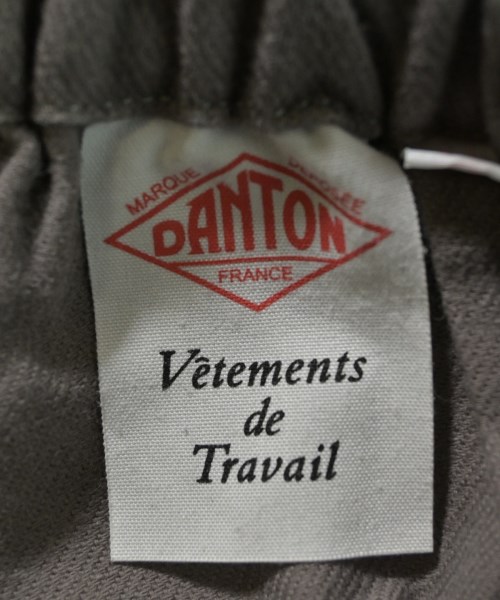 MARQUE DEPOSEE
DANTON
FRANCE
Vêtements
de
Travail